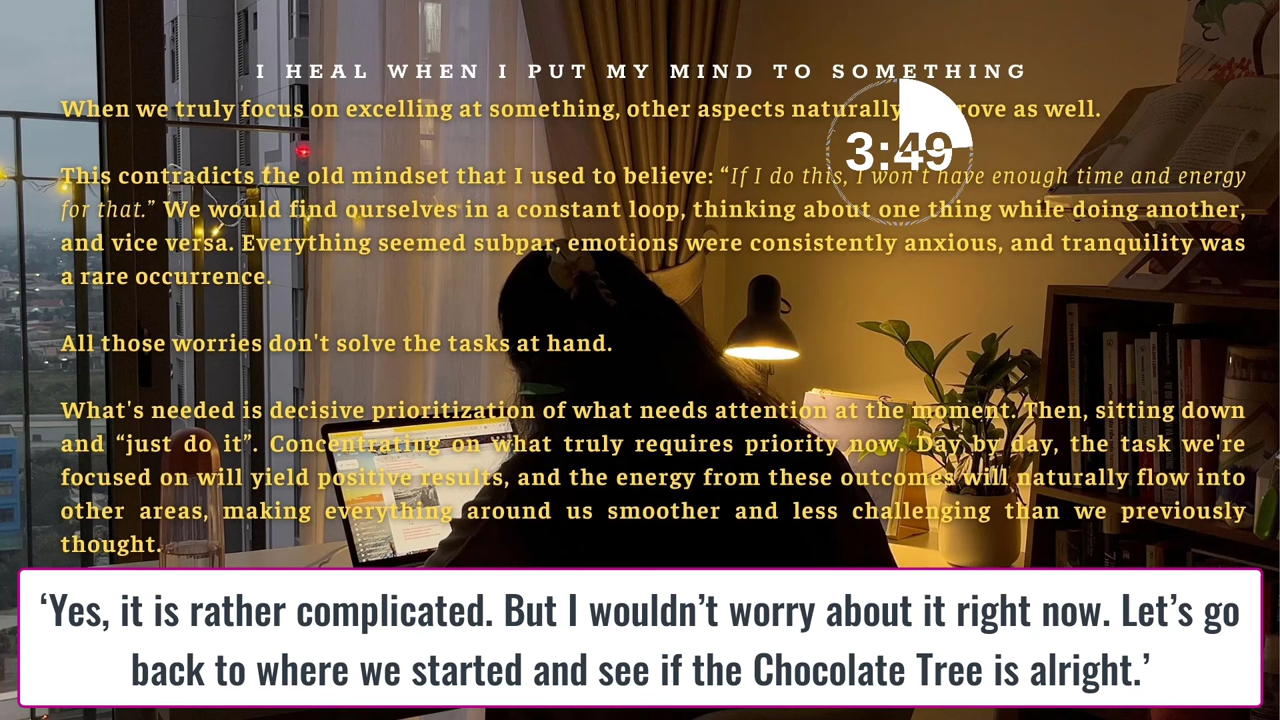 I HEAL WHEN I PUT MY MIND TO SOMETHING
When we truly focus on excelling at something, other aspects naturally improve as well.
3:49
This contradicts the old mindset that I used to believe: “If I do this, I won't have enough time and energy
for that.” We would find ourselves in a constant loop, thinking about one thing while doing another,
and vice versa. Everything seemed subpar, emotions were consistently anxious, and tranquility was
a rare occurrence.
All those worries don't solve the tasks at hand.
What's needed is decisive prioritization of what needs attention at the moment. Then, sitting down
and “just do it”. Concentrating on what truly requires priority now. Day by day, the task we're
focused on will yield positive results, and the energy from these outcomes will naturally flow into
other areas, making everything around us smoother and less challenging than we previously
thought.
‘Yes, it is rather complicated. But I wouldn’t worry about it right now. Let’s go
back to where we started and see if the Chocolate Tree is alright.’